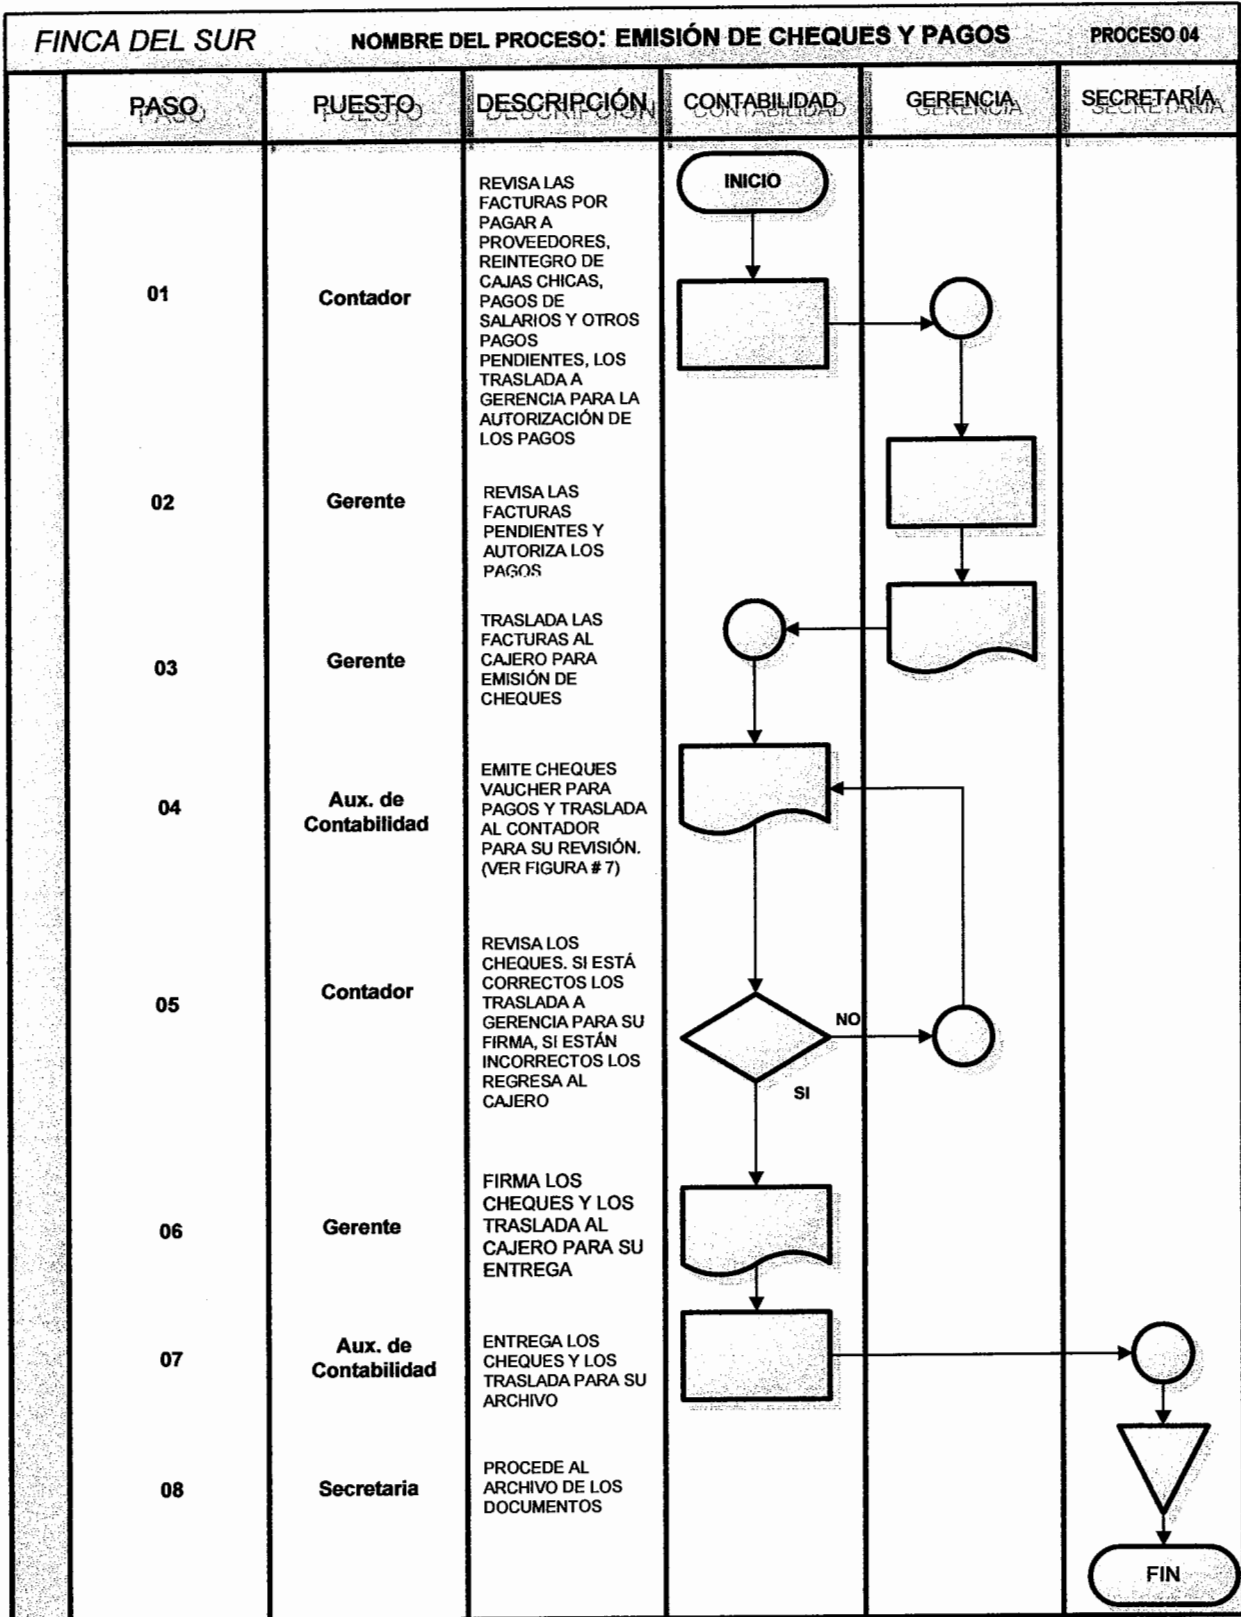 FINCA DEL SUR NOMBRE DEL PROCESO: EMISIÓN DE CHEQUES Y PAGOS PROCESO 04
PASO PUESTO DESCRIPCIÓN CONTABILIDAD GERENCIA SECRETARÍA
INICIO
01
Contador
REVISA LAS
FACTURAS POR
PAGAR A
PROVEEDORES,
REINTEGRO DE
CAJAS CHICAS,
PAGOS DE
SALARIOS Y OTROS
PAGOS
PENDIENTES, LOS
TRASLADA A
GERENCIA PARA LA
AUTORIZACIÓN DE
LOS PAGOS
02
Gerente
REVISA LAS
FACTURAS
PENDIENTES Y
AUTORIZA LOS
PAGOS
03
Gerente
TRASLADA LAS
FACTURAS AL
CAJERO PARA
EMISIÓN DE
CHEQUES
04
Aux. de
Contabilidad
EMITE CHEQUES
VAUCHER PARA
PAGOS Y TRASLADA
AL CONTADOR
PARA SU REVISIÓN.
(VER FIGURA # 7)
05
Contador
REVISA LOS
CHEQUES. SI ESTÁ
CORRECTOS LOS
TRASLADA A
GERENCIA PARA SU
FIRMA, SI ESTÁN
INCORRECTOS LOS
REGRESA AL
CAJERO
NO
SI
06
Gerente
FIRMA LOS
CHEQUES Y LOS
TRASLADA AL
CAJERO PARA SU
ENTREGA
07
Aux. de
Contabilidad
ENTREGA LOS
CHEQUES Y LOS
TRASLADA PARA SU
ARCHIVO
08
Secretaria
PROCEDE AL
ARCHIVO DE LOS
DOCUMENTOS
FIN